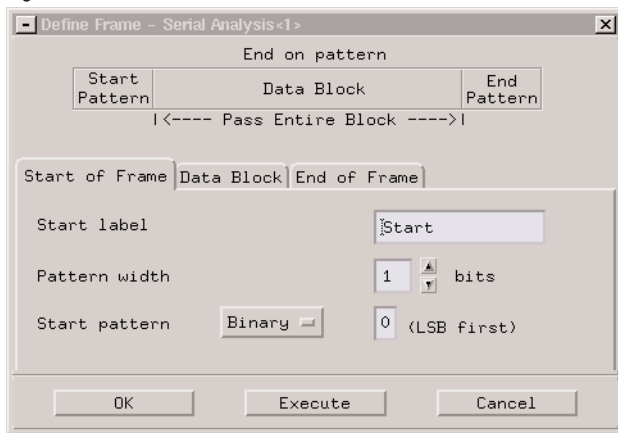 Define Frame - Serial Analysis<1>
End on pattern
Start Pattern
Data Block
End Pattern
|<---- Pass Entire Block ---->|
Start of Frame Data Block End of Frame
Start label Start
Pattern width 1 bits
Start pattern Binary 0 (LSB first)
OK Execute Cancel